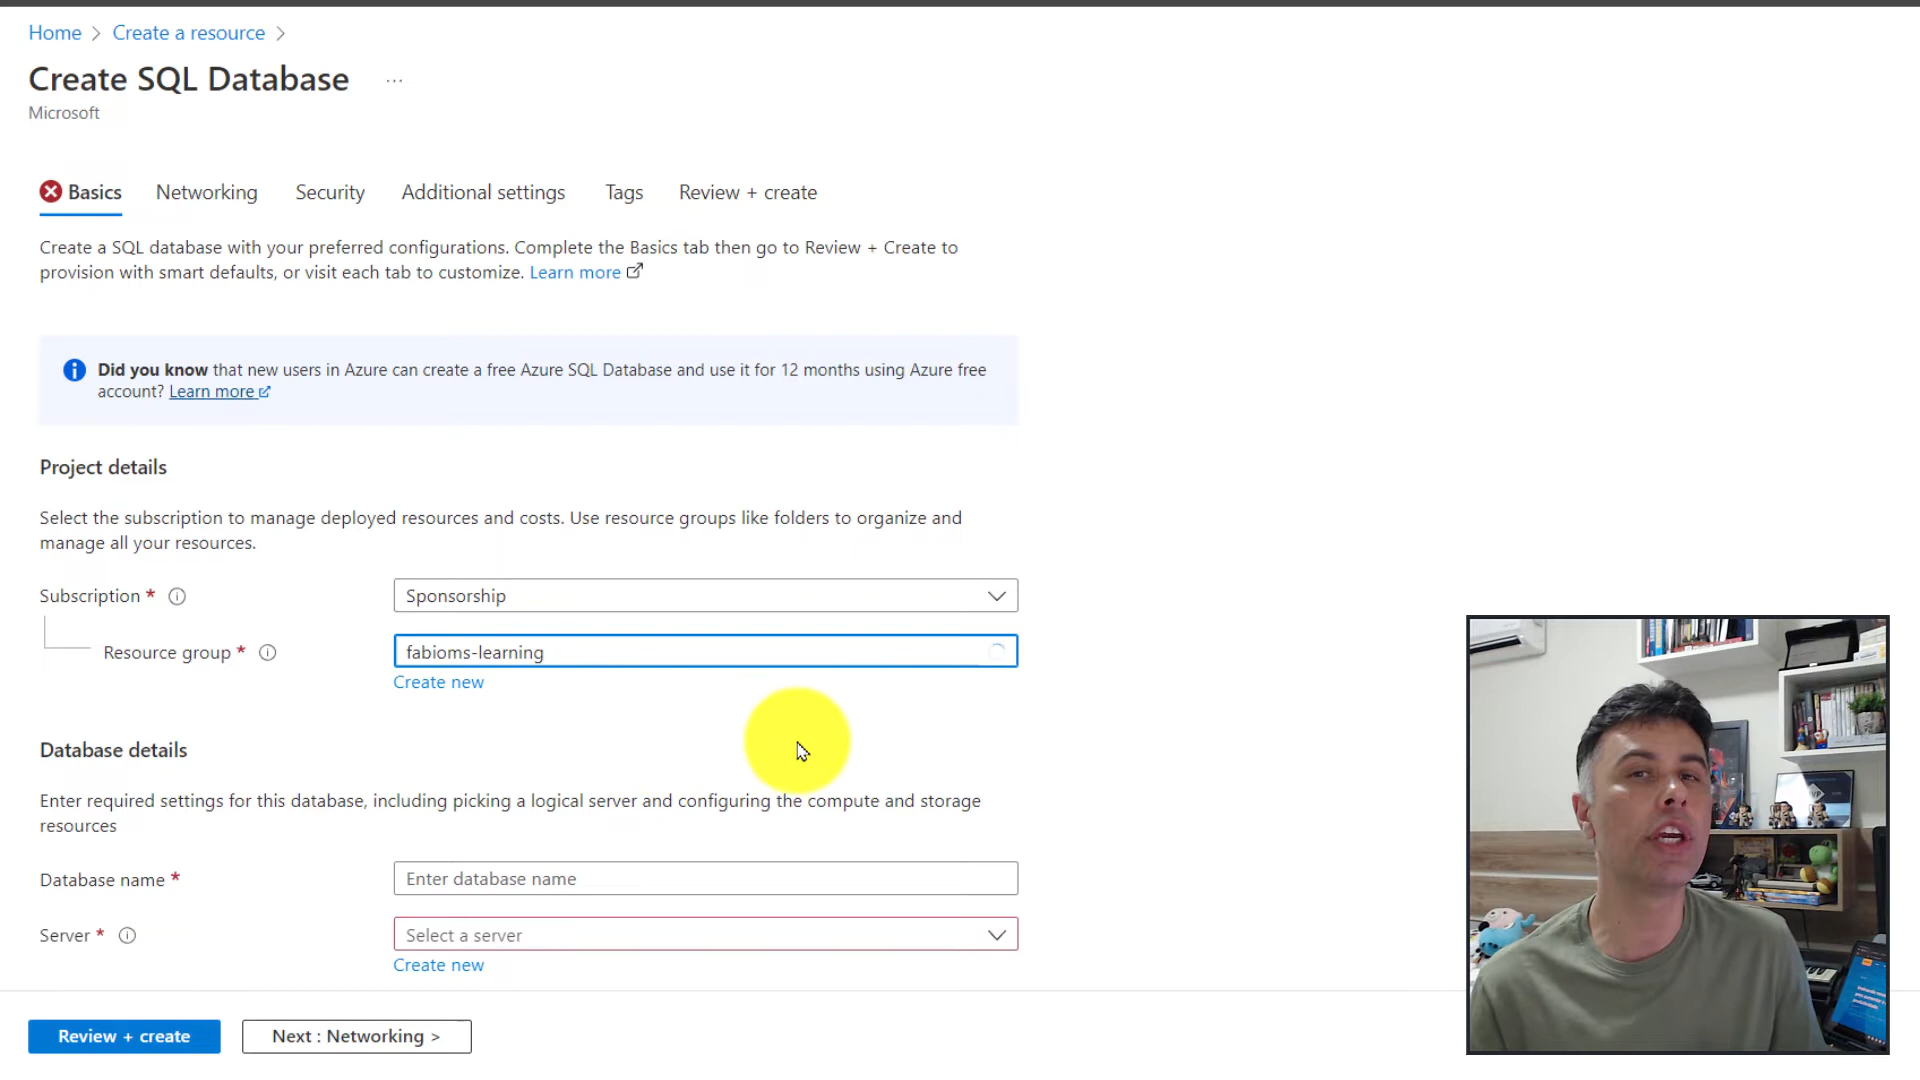 Home > Create a resource >
Create SQL Database ...
Microsoft
Basics Networking Security Additional settings Tags Review + create
Create a SQL database with your preferred configurations. Complete the Basics tab then go to Review + Create to
provision with smart defaults, or visit each tab to customize. Learn more
Did you know that new users in Azure can create a free Azure SQL Database and use it for 12 months using Azure free
account? Learn more
Project details
Select the subscription to manage deployed resources and costs. Use resource groups like folders to organize and
manage all your resources.
Subscription * Sponsorship
Resource group * fabioms-learning
Create new
Database details
Enter required settings for this database, including picking a logical server and configuring the compute and storage
resources
Database name * Enter database name
Server * Select a server
Create new
Review + create Next : Networking >